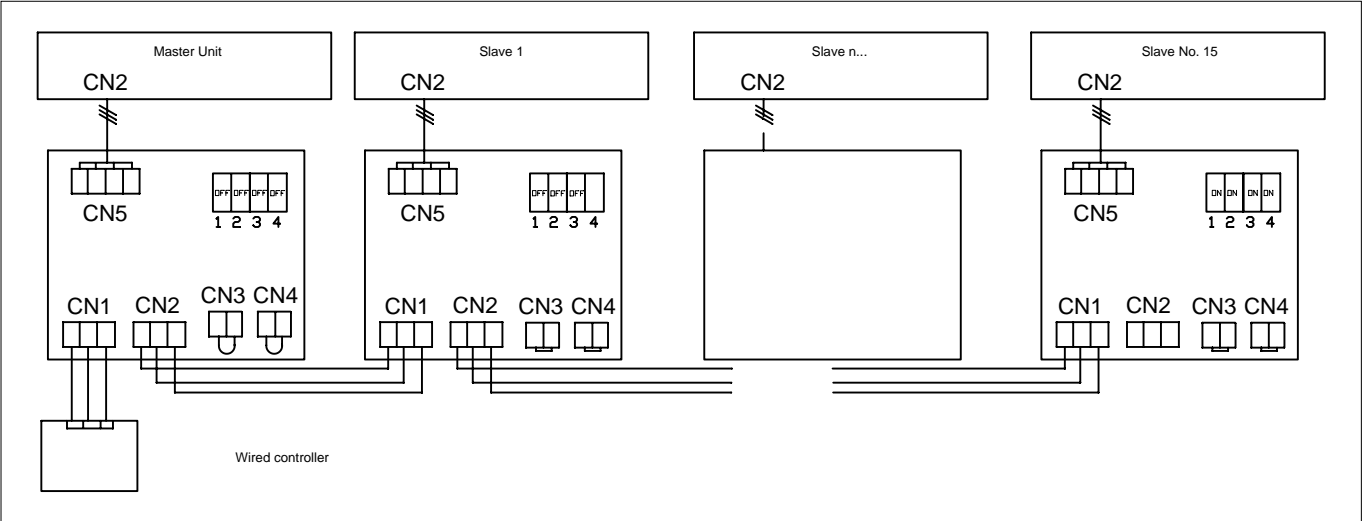 Master Unit Slave 1 Slave n... Slave No. 15
CN2 CN2 CN2 CN2
OFF OFF OFF OFF OFF OFF OFF ON ON ON ON
CN5 CN5 CN5
1 2 3 4 1 2 3 4 1 2 3 4
CN1 CN2 CN3 CN4 CN1 CN2 CN3 CN4 CN1 CN2 CN3 CN4
Wired controller